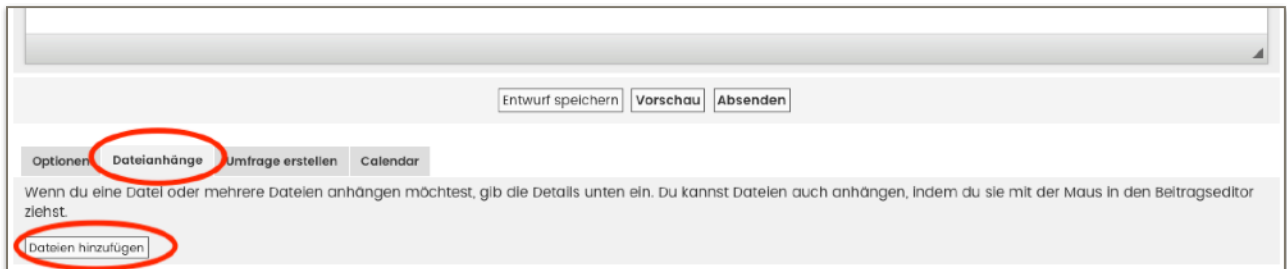 Entwurf speichern Vorschau Absenden
Optionen Dateianhänge Umfrage erstellen Calendar
Wenn du eine Datei oder mehrere Dateien anhängen möchtest, gib die Details unten ein. Du kannst Dateien auch anhängen, indem du sie mit der Maus in den Beitragseditor
ziehst.
Dateien hinzufügen